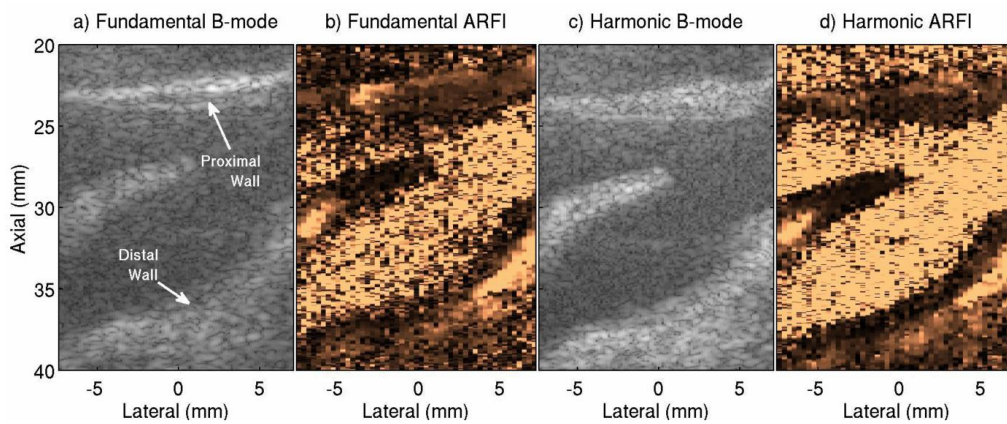 a) Fundamental B-mode b) Fundamental ARFI c) Harmonic B-mode d) Harmonic ARFI
20
25
30
35
40
Axial (mm)
Proximal
Wall
Distal
Wall
-5 0 5 -5 0 5 -5 0 5 -5 0 5
Lateral (mm) Lateral (mm) Lateral (mm) Lateral (mm)